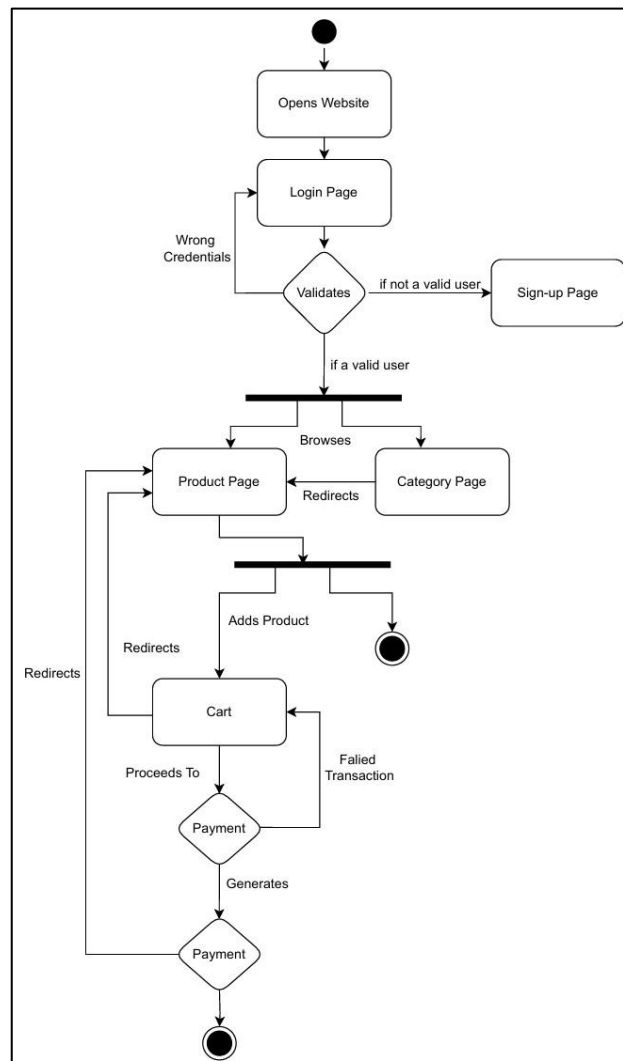 Opens Website
Login Page
Wrong
Credentials
Validates
if not a valid user
Sign-up Page
if a valid user
Browses
Product Page
Redirects
Category Page
Adds Product
Redirects
Redirects
Cart
Proceeds To
Falied
Transaction
Payment
Generates
Payment